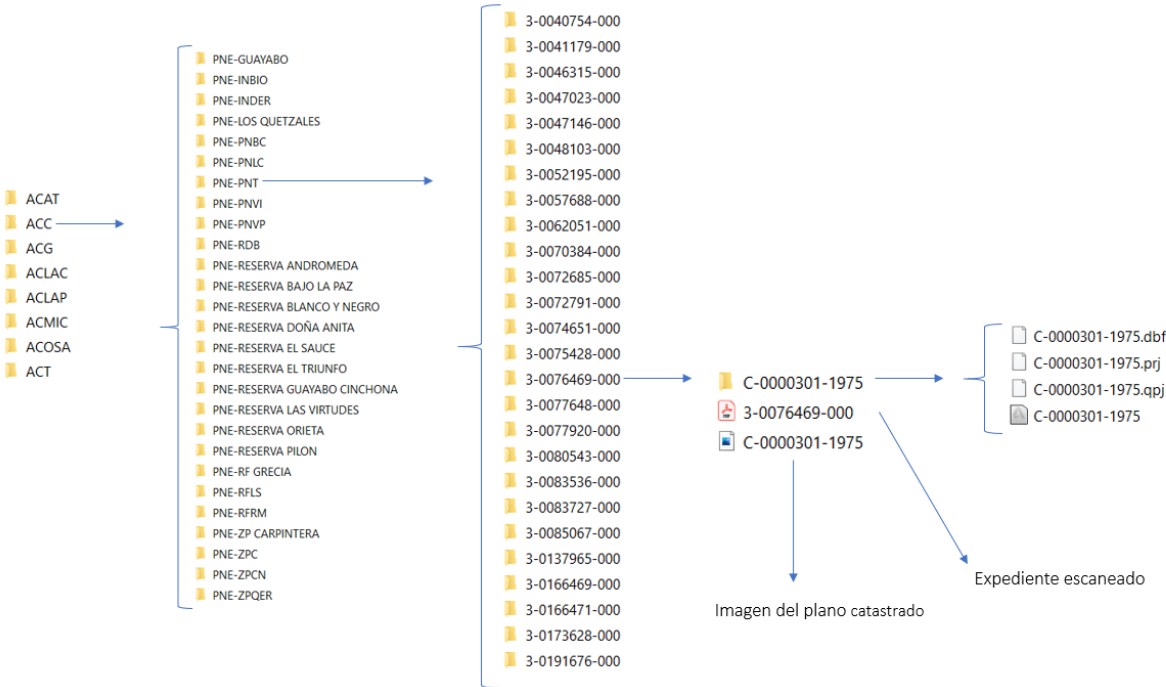 ACAT
ACC
ACG
ACLAC
ACLAP
ACMIC
ACOSA
ACT
PNE-GUAYABO
PNE-INBIO
PNE-INDER
PNE-LOS QUETZALES
PNE-PNBC
PNE-PNLC
PNE-PNT
PNE-PNVI
PNE-PNVP
PNE-RDB
PNE-RESERVA ANDROMEDA
PNE-RESERVA BAJO LA PAZ
PNE-RESERVA BLANCO Y NEGRO
PNE-RESERVA DOÑA ANITA
PNE-RESERVA EL SAUCE
PNE-RESERVA EL TRIUNFO
PNE-RESERVA GUAYABO CINCHONA
PNE-RESERVA LAS VIRTUDES
PNE-RESERVA ORIETA
PNE-RESERVA PILON
PNE-RF GRECIA
PNE-RFLS
PNE-RFRM
PNE-ZP CARPINTERA
PNE-ZPC
PNE-ZPCN
PNE-ZPQER
3-0040754-000
3-0041179-000
3-0046315-000
3-0047023-000
3-0047146-000
3-0048103-000
3-0052195-000
3-0057688-000
3-0062051-000
3-0070384-000
3-0072685-000
3-0072791-000
3-0074651-000
3-0075428-000
3-0076469-000
3-0077648-000
3-0077920-000
3-0080543-000
3-0083536-000
3-0083727-000
3-0085067-000
3-0137965-000
3-0166469-000
3-0166471-000
3-0173628-000
3-0191676-000
C-0000301-1975
3-0076469-000
C-0000301-1975
C-0000301-1975.dbf
C-0000301-1975.prj
C-0000301-1975.qpj
C-0000301-1975
Expediente escaneado
Imagen del plano catastrado